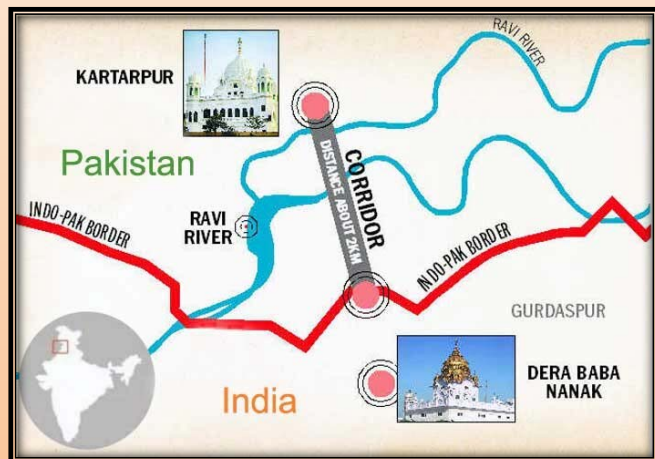 RAVI RIVER
KARTARPUR
Pakistan
CORRIDOR
DISTANCE ABOUT 2KM
INDO-PAK BORDER
RAVI
RIVER
INDO-PAK BORDER
GURDASPUR
DERA BABA
NANAK
India